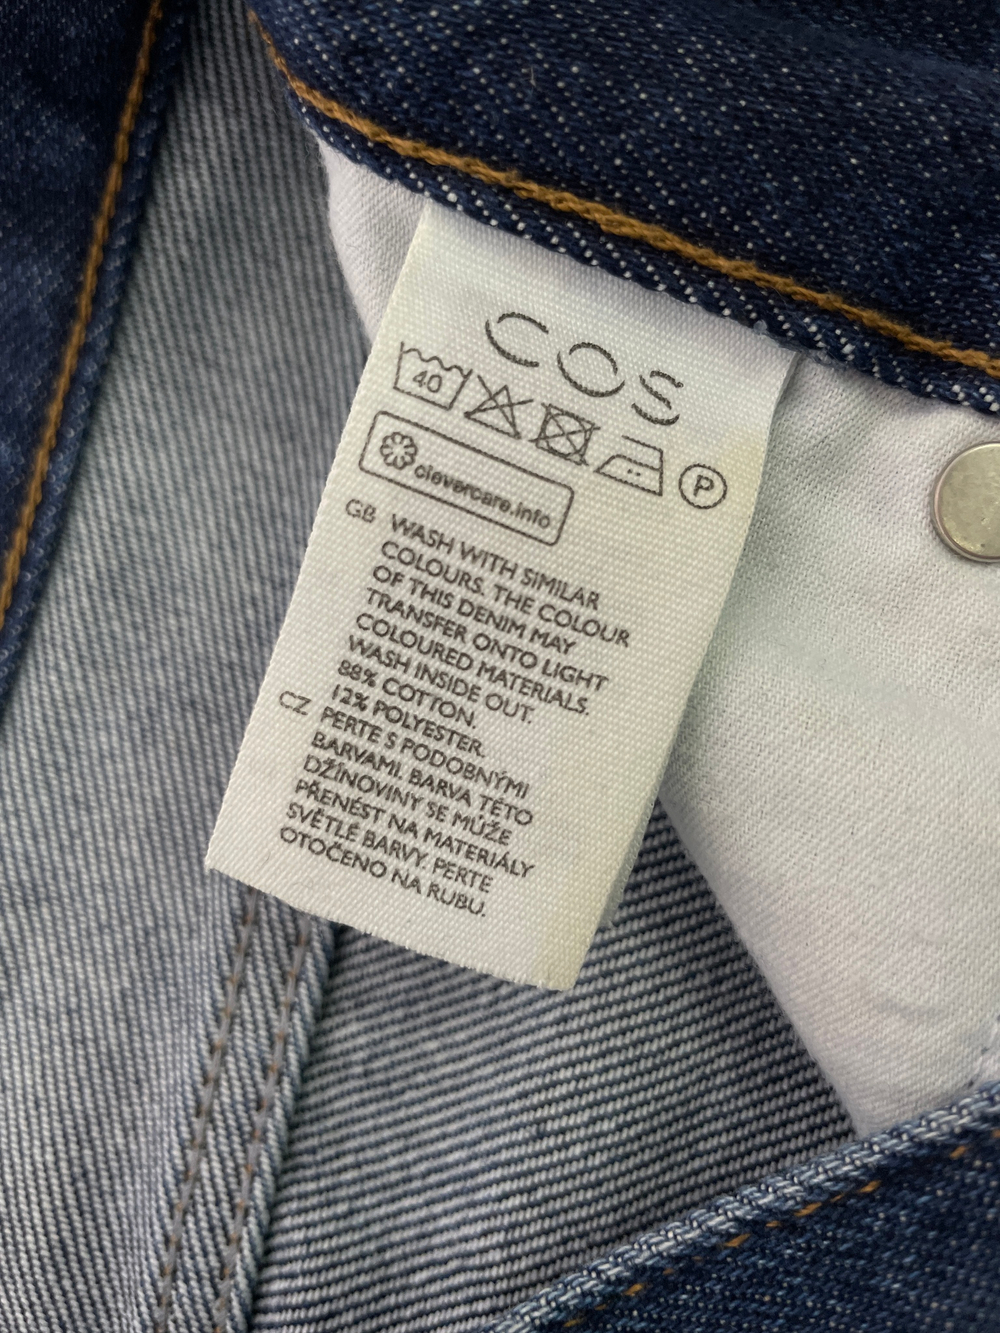 COS
40
P
clevercare.info
GB WASH WITH SIMILAR
COLOURS. THE COLOUR
OF THIS DENIM MAY
TRANSFER ONTO LIGHT
COLOURED MATERIALS.
WASH INSIDE OUT.
88% COTTON.
12% POLYESTER.
CZ PERTE S PODOBNÝMI
BARVAMI. BARVA TÉTO
DŽÍNOVINY SE MŮŽE
PŘENÉST NA MATERIÁLY
SVĚTLÉ BARVY. PERTE
OTOČENO NA RUBU.